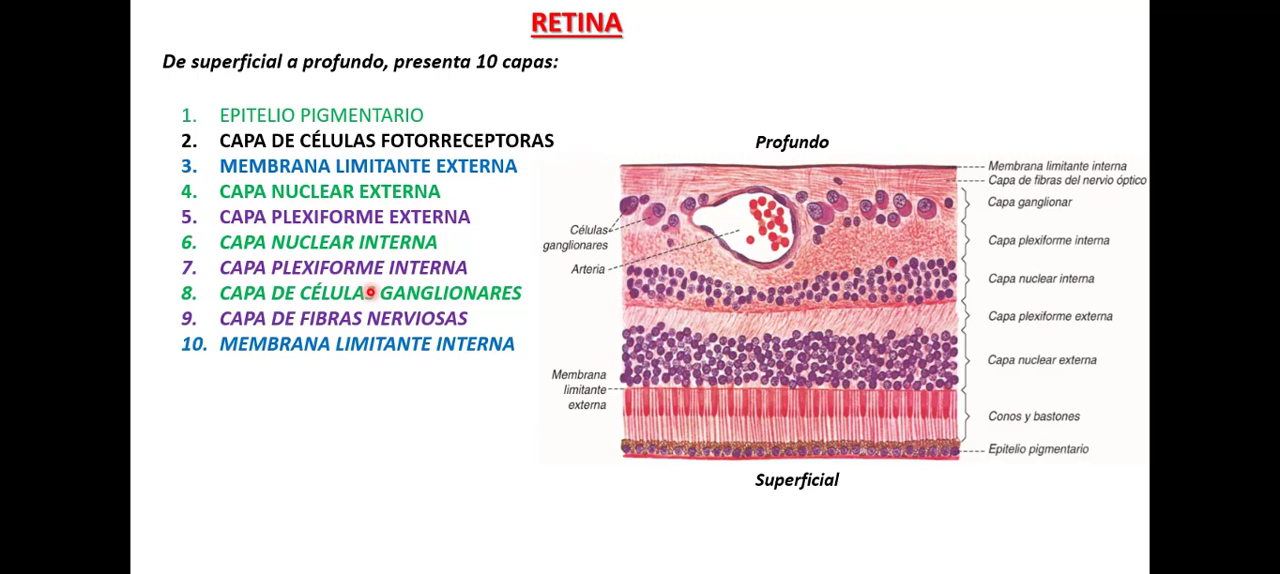 RETINA
De superficial a profundo, presenta 10 capas:
1. EPITELIO PIGMENTARIO
2. CAPA DE CÉLULAS FOTORRECEPTORAS
3. MEMBRANA LIMITANTE EXTERNA
4. CAPA NUCLEAR EXTERNA
5. CAPA PLEXIFORME EXTERNA
6. CAPA NUCLEAR INTERNA
7. CAPA PLEXIFORME INTERNA
8. CAPA DE CÉLULAS GANGLIONARES
9. CAPA DE FIBRAS NERVIOSAS
10. MEMBRANA LIMITANTE INTERNA
Profundo
Células
ganglionares
Arteria
Membrana
limitante
externa
Membrana limitante interna
Capa de fibras del nervio óptico
Capa ganglionar
Capa plexiforme interna
Capa nuclear interna
Capa plexiforme externa
Capa nuclear externa
Conos y bastones
Epitelio pigmentario
Superficial